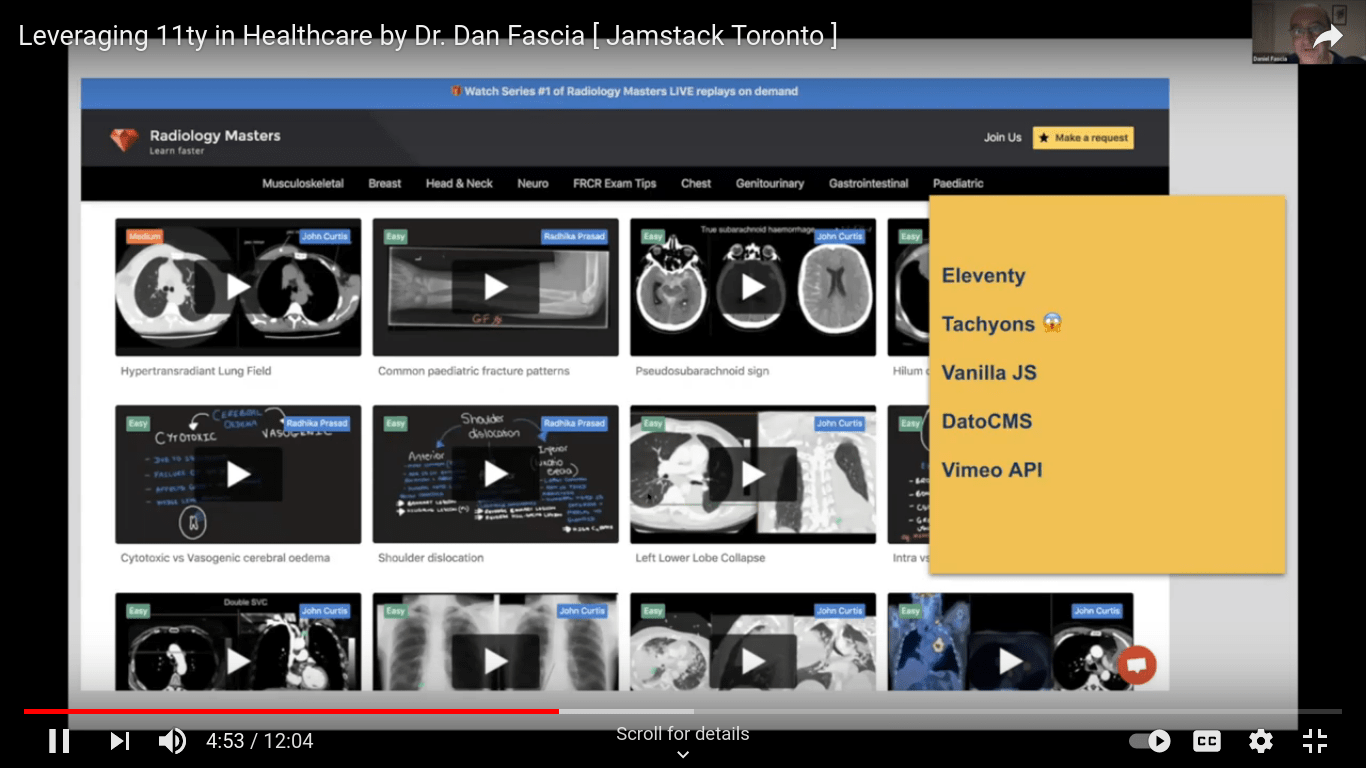 Leveraging 11ty in Healthcare by Dr. Dan Fascia [ Jamstack Toronto ]
Daniel Fascia
Watch Series #1 of Radiology Masters LIVE replays on demand
Radiology Masters
Learn faster
Join Us
★ Make a request
Musculoskeletal Breast Head & Neck Neuro FRCR Exam Tips Chest Genitourinary Gastrointestinal Paediatric
Medium John Curtis
Easy Radhika Prasad
GF#
Easy True subarachnoid haemorrhage John Curtis
Easy
Hypertransradiant Lung Field
Common paediatric fracture patterns
Pseudosubarachnoid sign
Hilum
Easy CEREBRAL OEDEMA Radhika Prasad
CYTOTOXIC VASOGENIC
Easy Shoulder dislocation Radhika Prasad
Anterior Inferior
Easy John Curtis
Easy
Cytotoxic vs Vasogenic cerebral oedema
Shoulder dislocation
Left Lower Lobe Collapse
Intra vs
Easy Double SVC John Curtis
Easy John Curtis
Easy John Curtis
Easy John Curtis
Eleventy
Tachyons 😱
Vanilla JS
DatoCMS
Vimeo API
4:53 / 12:04
Scroll for details
CC